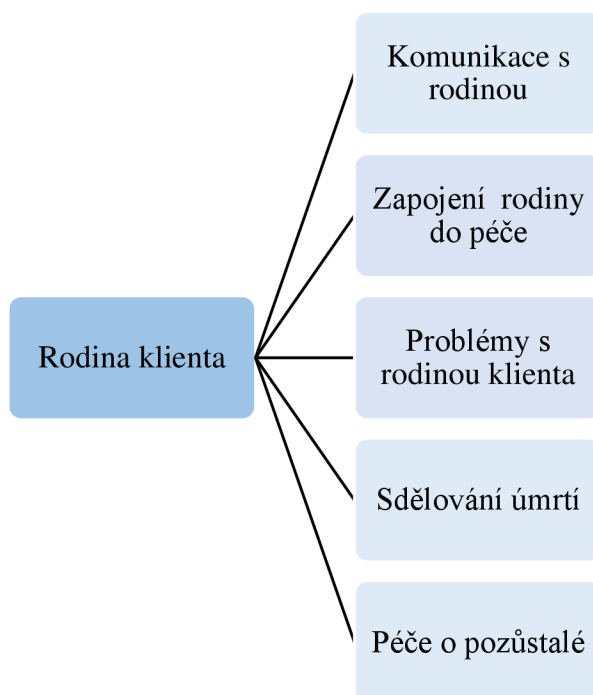 Komunikace s
rodinou
Zapojení  rodiny
do péče
Rodina klienta
Problémy s
rodinou klienta
Sdělování úmrtí
Péče o pozůstalé